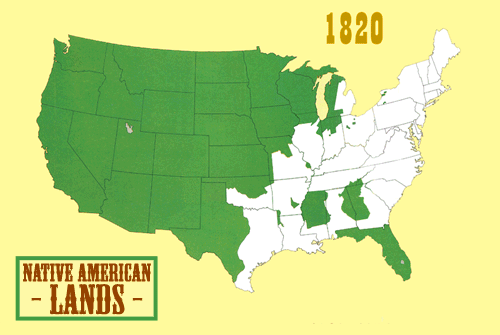 1820
NATIVE AMERICAN
- LANDS -